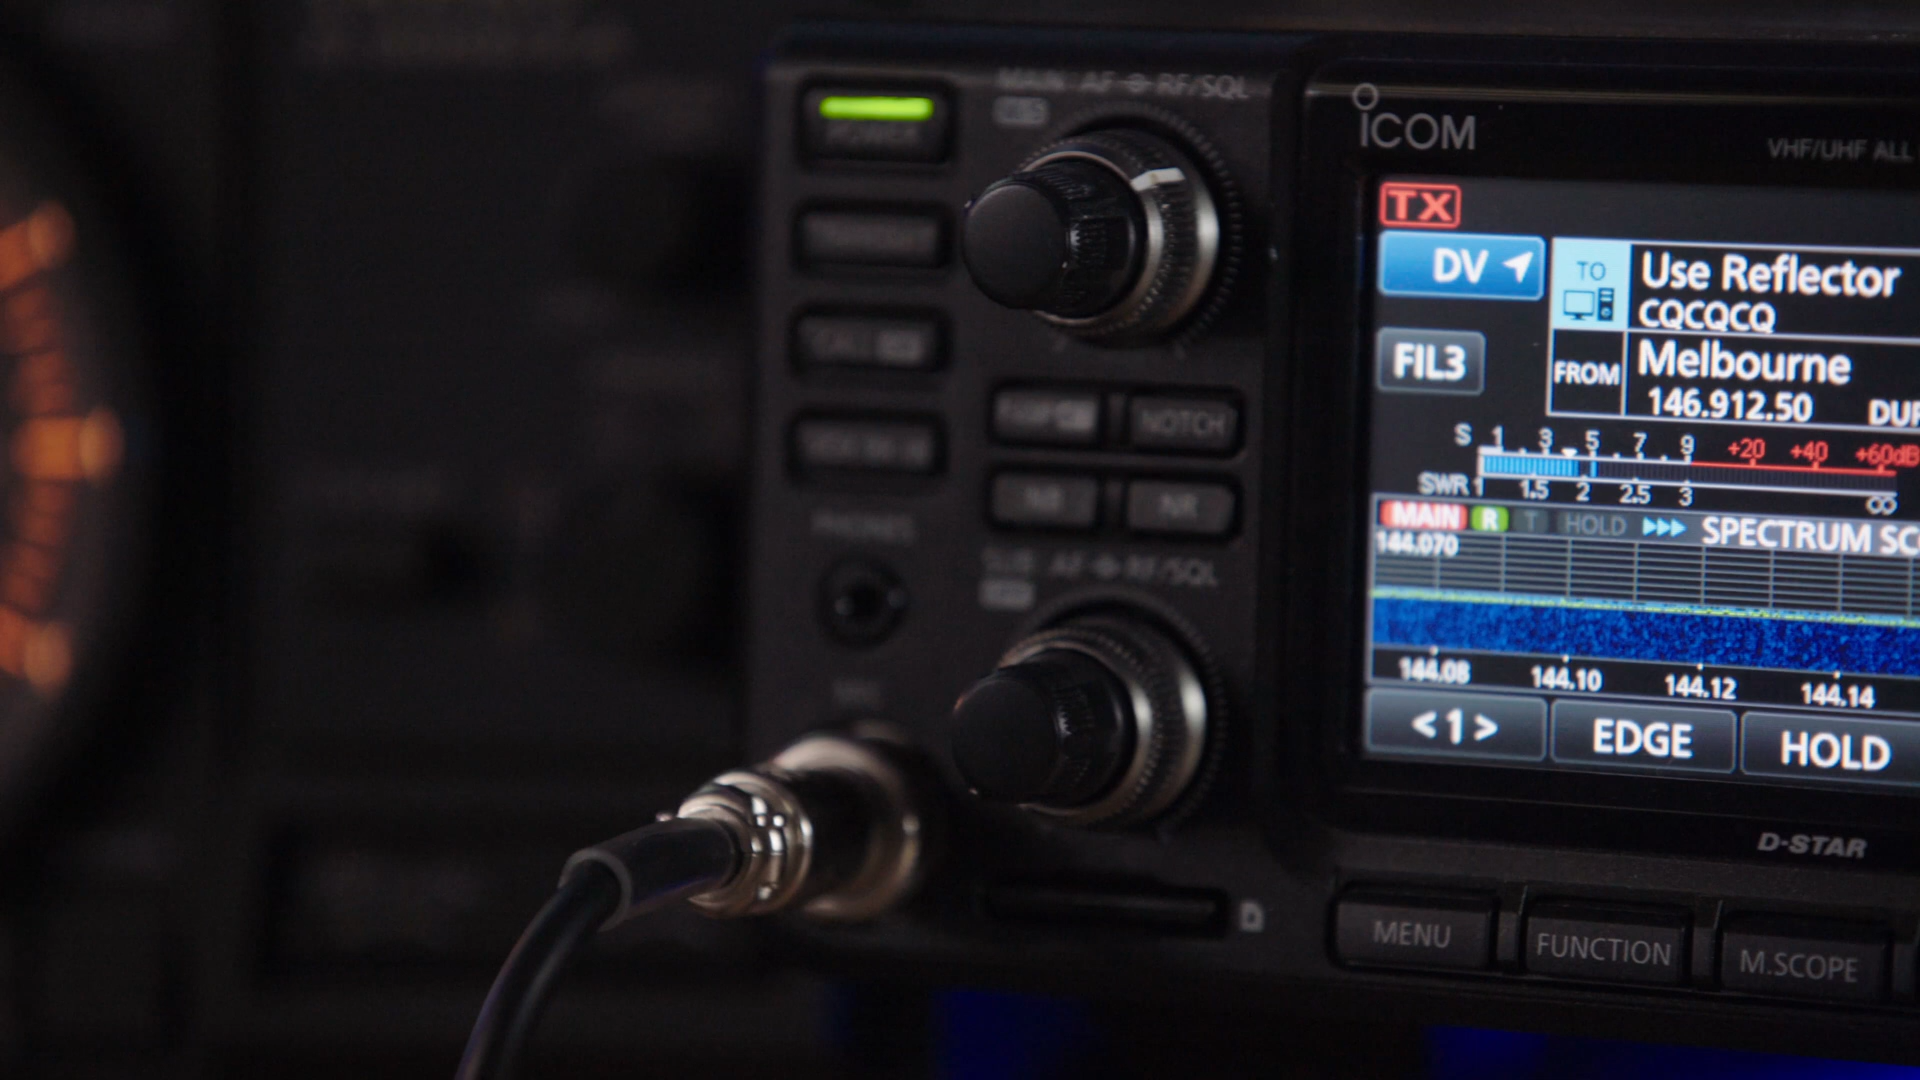 POWER
MAIN AF RF/SQL
NOTCH
NB
NR
PHONES
SUB AF RF/SQL
MIC
ICOM
VHF/UHF ALL
TX
DV
TO
Use Reflector
CQCQCQ
FIL3
FROM
Melbourne
146.912.50
DUP
S 1 3 5 7 9 +20 +40 +60dB
SWR 1 1.5 2 2.5 3 ∞
MAIN R T HOLD SPECTRUM SC
144.070
144.08 144.10 144.12 144.14
<1> EDGE HOLD
D-STAR
MENU FUNCTION M.SCOPE